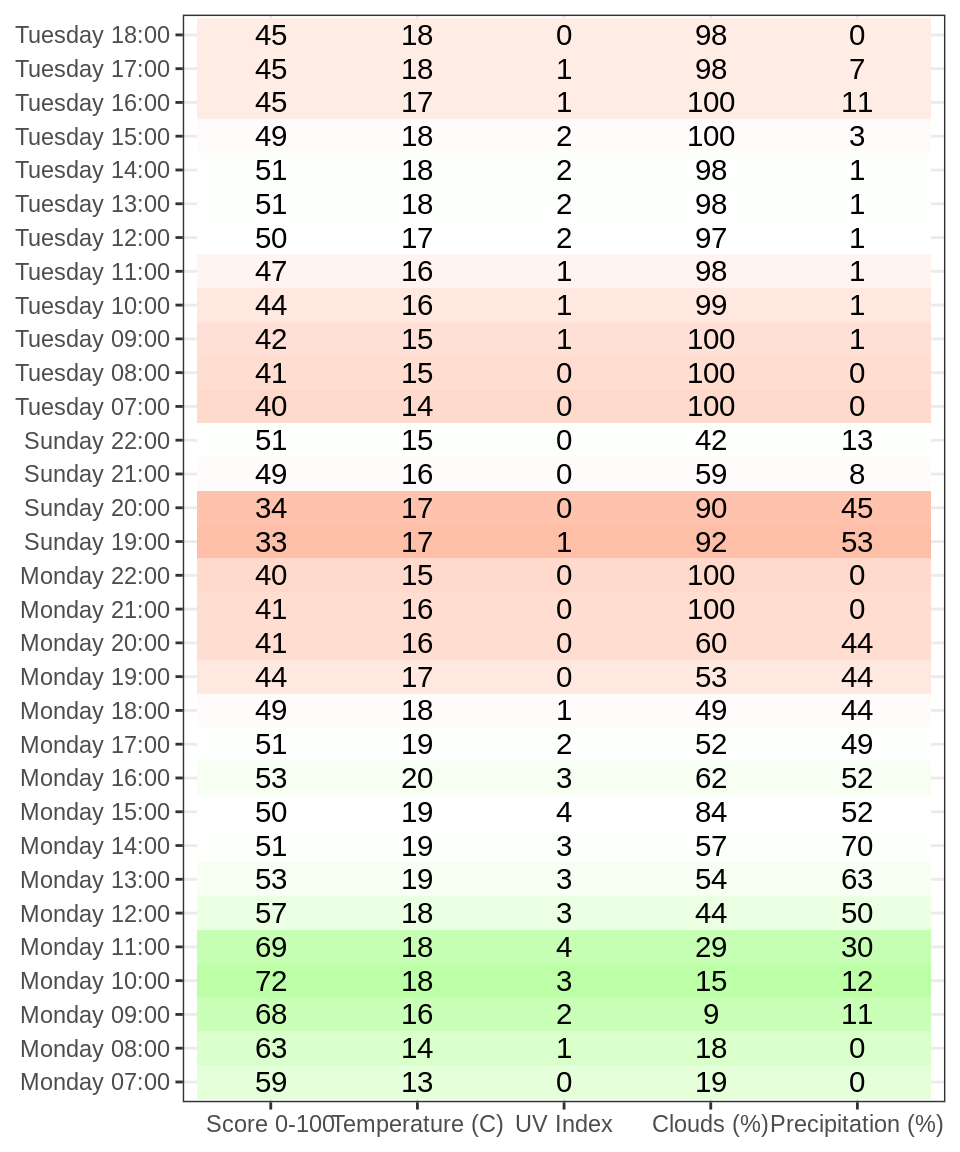 Tuesday 18:00 45 18 0 98 0
Tuesday 17:00 45 18 1 98 7
Tuesday 16:00 45 17 1 100 11
Tuesday 15:00 49 18 2 100 3
Tuesday 14:00 51 18 2 98 1
Tuesday 13:00 51 18 2 98 1
Tuesday 12:00 50 17 2 97 1
Tuesday 11:00 47 16 1 98 1
Tuesday 10:00 44 16 1 99 1
Tuesday 09:00 42 15 1 100 1
Tuesday 08:00 41 15 0 100 0
Tuesday 07:00 40 14 0 100 0
Sunday 22:00 51 15 0 42 13
Sunday 21:00 49 16 0 59 8
Sunday 20:00 34 17 0 90 45
Sunday 19:00 33 17 1 92 53
Monday 22:00 40 15 0 100 0
Monday 21:00 41 16 0 100 0
Monday 20:00 41 16 0 60 44
Monday 19:00 44 17 0 53 44
Monday 18:00 49 18 1 49 44
Monday 17:00 51 19 2 52 49
Monday 16:00 53 20 3 62 52
Monday 15:00 50 19 4 84 52
Monday 14:00 51 19 3 57 70
Monday 13:00 53 19 3 54 63
Monday 12:00 57 18 3 44 50
Monday 11:00 69 18 4 29 30
Monday 10:00 72 18 3 15 12
Monday 09:00 68 16 2 9 11
Monday 08:00 63 14 1 18 0
Monday 07:00 59 13 0 19 0
Score 0-100 Temperature (C) UV Index Clouds (%) Precipitation (%)